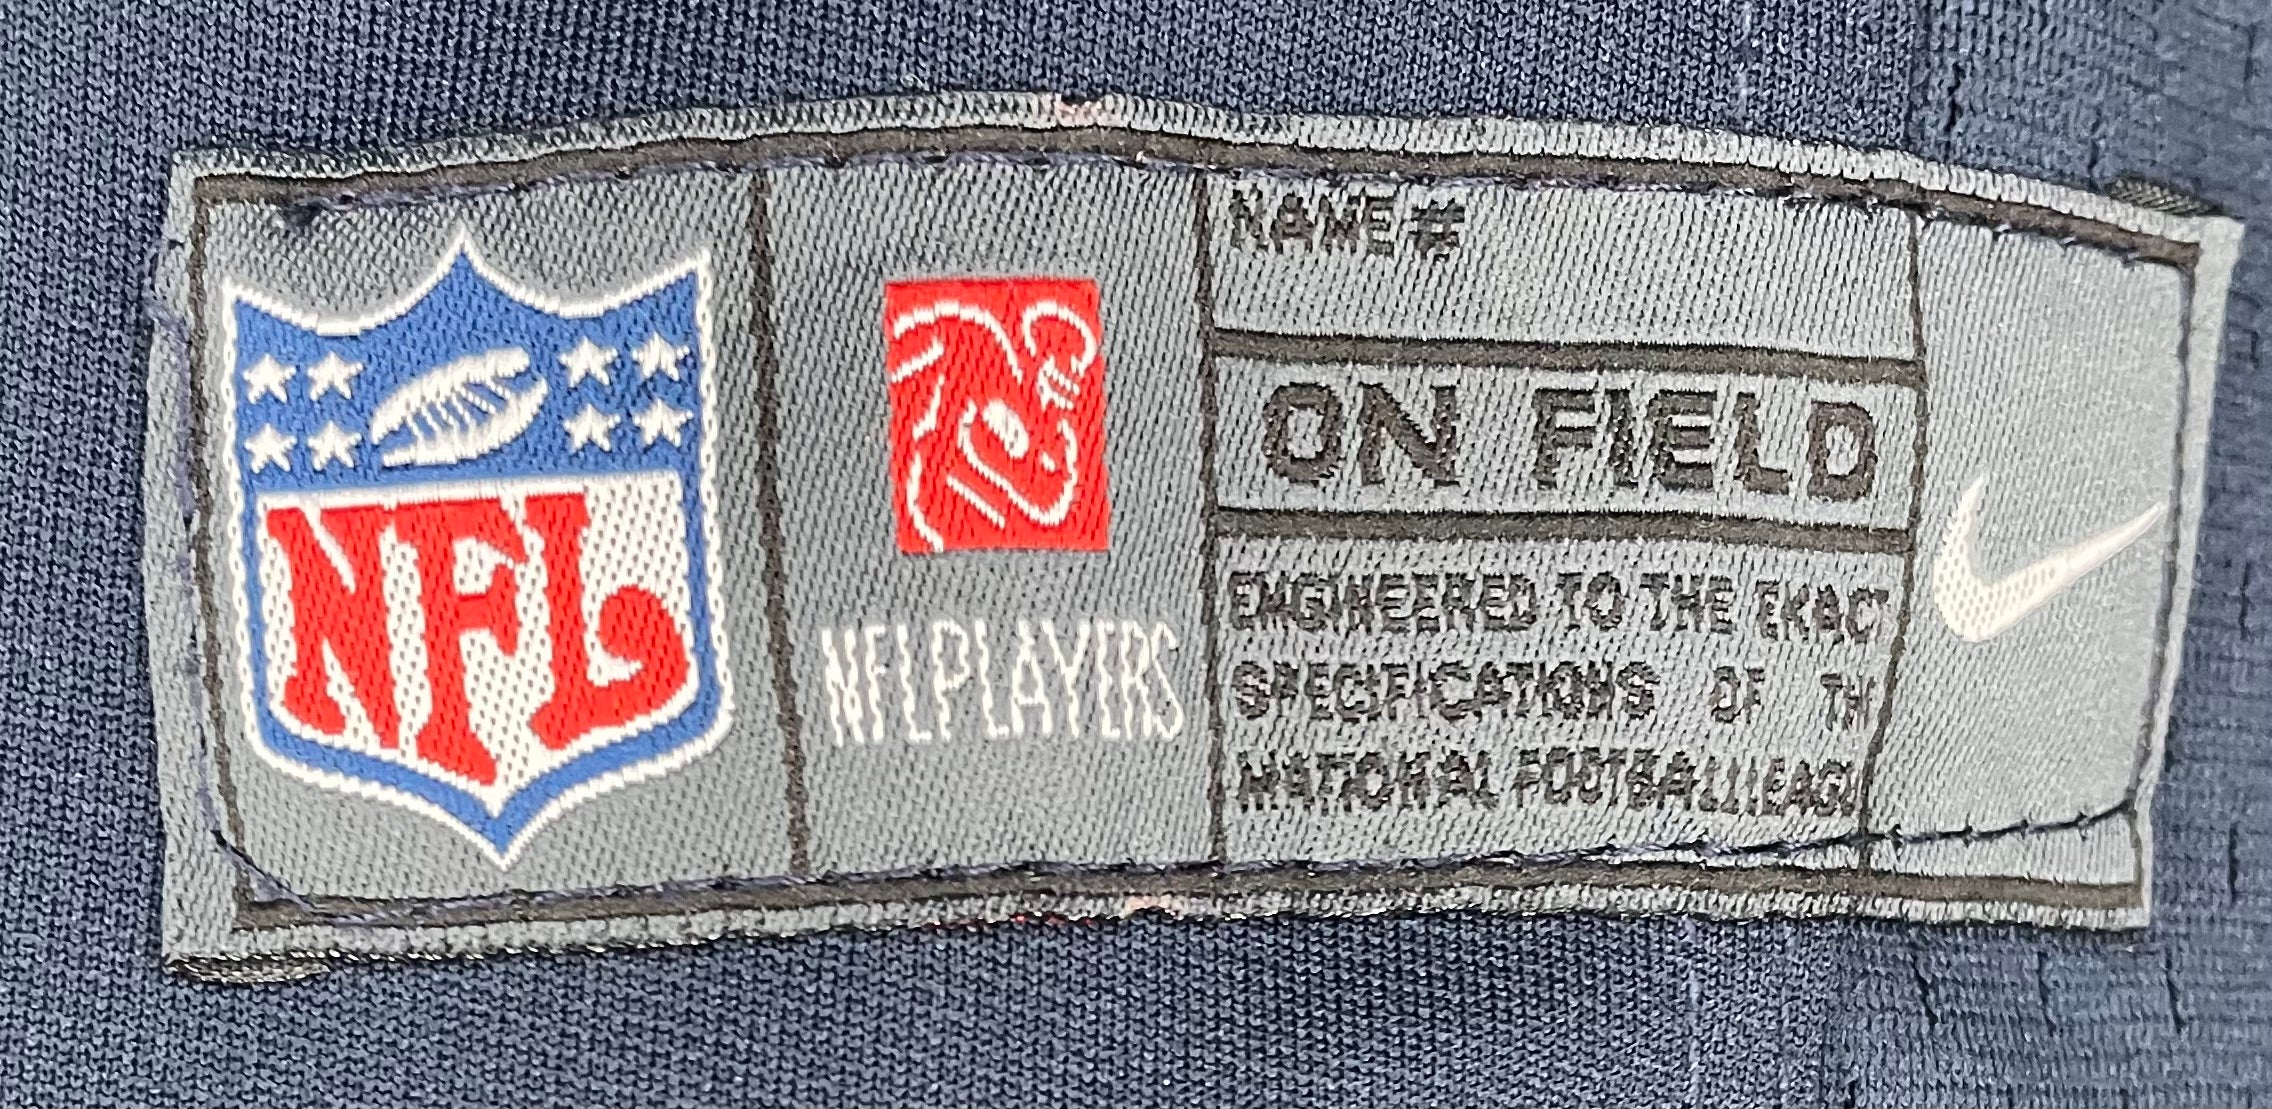 NFL
NFLPLAYERS
NAME#
ON FIELD
ENGINEERED TO THE EXACT
SPECIFICATIONS OF TH
NATIONAL FOOTBALL LEAGU